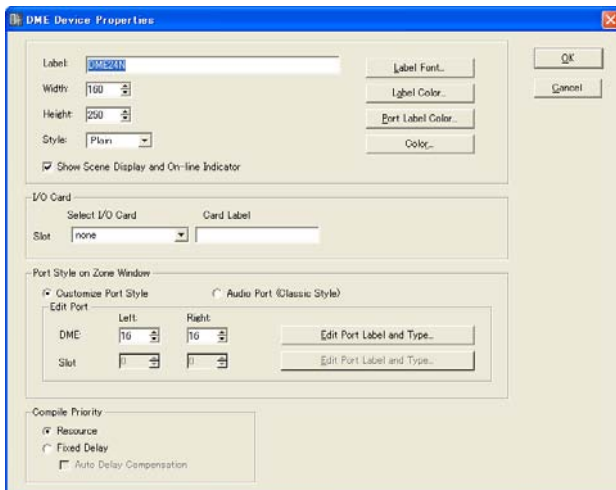 DME Device Properties
Label: DME24N
Width: 160
Height: 250
Style: Plain
Show Scene Display and On-line Indicator
Label Font...
Label Color...
Port Label Color...
Color...
OK
Cancel
I/O Card
Select I/O Card Card Label
Slot none
Port Style on Zone Window
Customize Port Style Audio Port (Classic Style)
Edit Port
Left: Right:
DME: 16 16 Edit Port Label and Type...
Slot 0 0 Edit Port Label and Type...
Compile Priority
Resource
Fixed Delay
Auto Delay Compensation